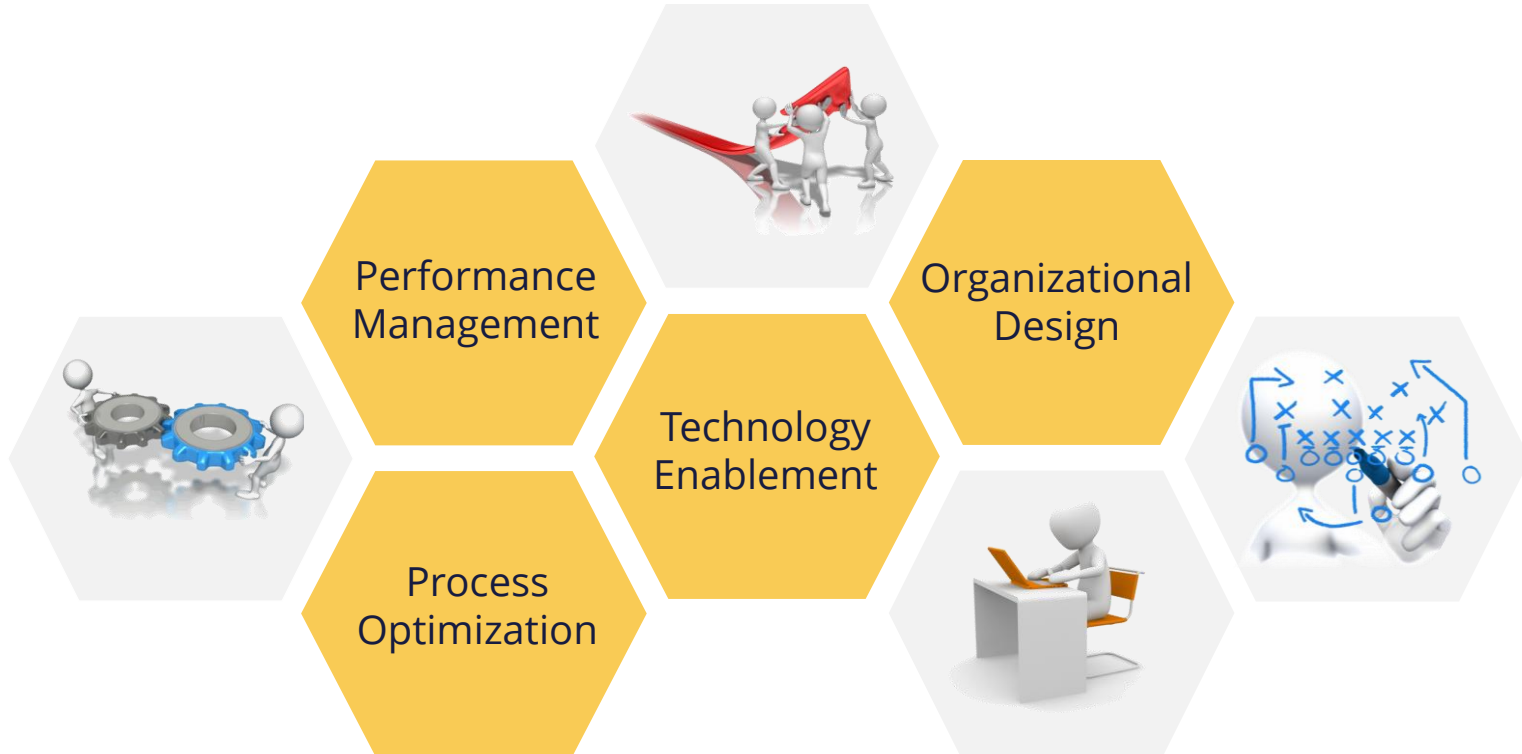 Performance
Management
Organizational
Design
Technology
Enablement
Process
Optimization